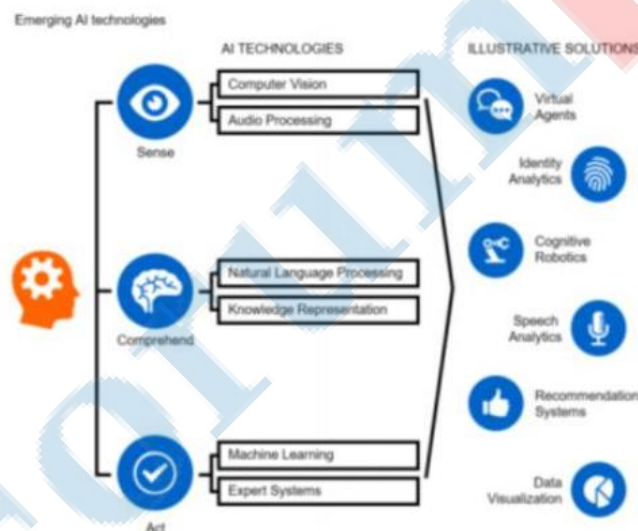 Emerging AI technologies
AI TECHNOLOGIES
ILLUSTRATIVE SOLUTIONS
Sense
Computer Vision
Audio Processing
Comprehend
Natural Language Processing
Knowledge Representation
Act
Machine Learning
Expert Systems
Virtual
Agents
Identity
Analytics
Cognitive
Robotics
Speech
Analytics
Recommendation
Systems
Data
Visualization